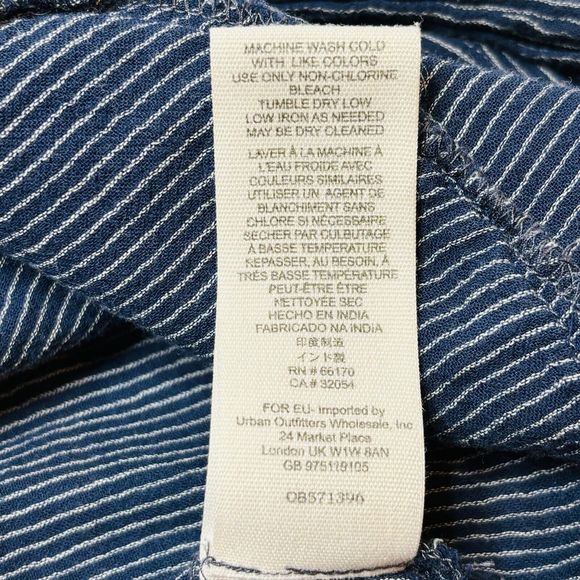 MACHINE WASH COLD
WITH LIKE COLORS
USE ONLY NON-CHLORINE
BLEACH
TUMBLE DRY LOW
LOW IRON AS NEEDED
MAY BE DRY CLEANED
LAVER À LA MACHINE À
L'EAU FROIDE AVEC
COULEURS SIMILAIRES
UTILISER UN AGENT DE
BLANCHIMENT SANS
CHLORE SI NÉCESSAIRE
SÉCHER PAR CULBUTAGE
À BASSE TEMPÉRATURE
REPASSER, AU BESOIN, À
TRÈS BASSE TEMPÉRATURE
PEUT-ÊTRE ÊTRE
NETTOYÉE SEC
HECHO EN INDIA
FABRICADO NA INDIA
印度制造
インド製
RN # 66170
CA # 32054
FOR EU- Imported by
Urban Outfitters Wholesale, Inc
24 Market Place
London UK W1W 8AN
GB 975119105
OB571396